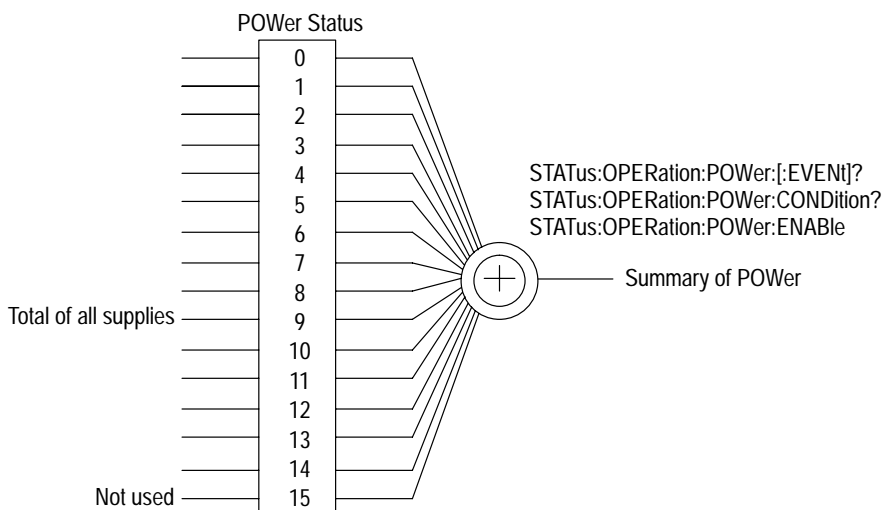 POWer Status
0
1
2
3
4
5
6
7
8
9
10
11
12
13
14
15
Total of all supplies
Not used
STATus:OPERation:POWer:[:EVENt]?
STATus:OPERation:POWer:CONDition?
STATus:OPERation:POWer:ENABle
Summary of POWer